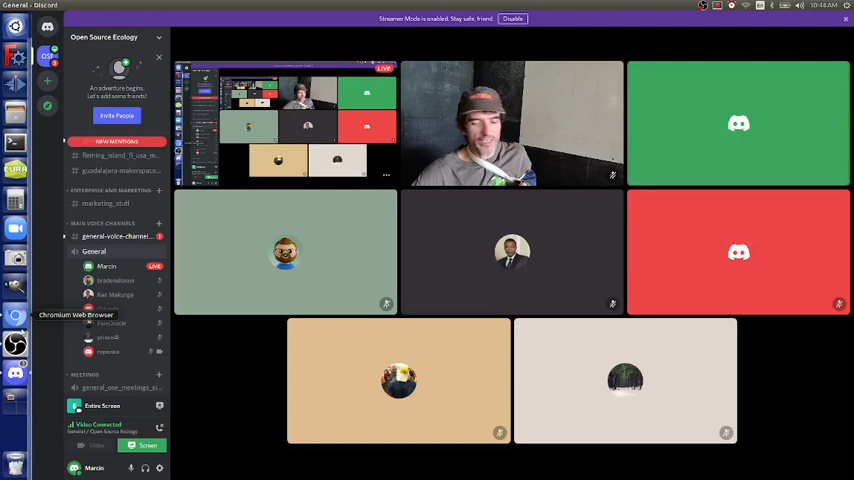 General - Discord
En
10:44 AM
Streamer Mode is enabled. Stay safe, friend.
Disable
Open Source Ecology
An adventure begins.
Let's add some friends!
Invite People
NEW MENTIONS
fleming_island_fl_usa_m...
guadalajara-makerspace...
ENTERPRISE AND MARKETING
marketing_stuff
MAIN VOICE CHANNELS
general-voice-channel...
1
General
Marcin
LIVE
Ken Makunga
Chromium Web Browser
prince4l
MEETINGS
general_ose_meetings_si...
Entire Screen
Video Connected
General / Open Source Ecology
Video
Screen
Marcin
LIVE
CURA